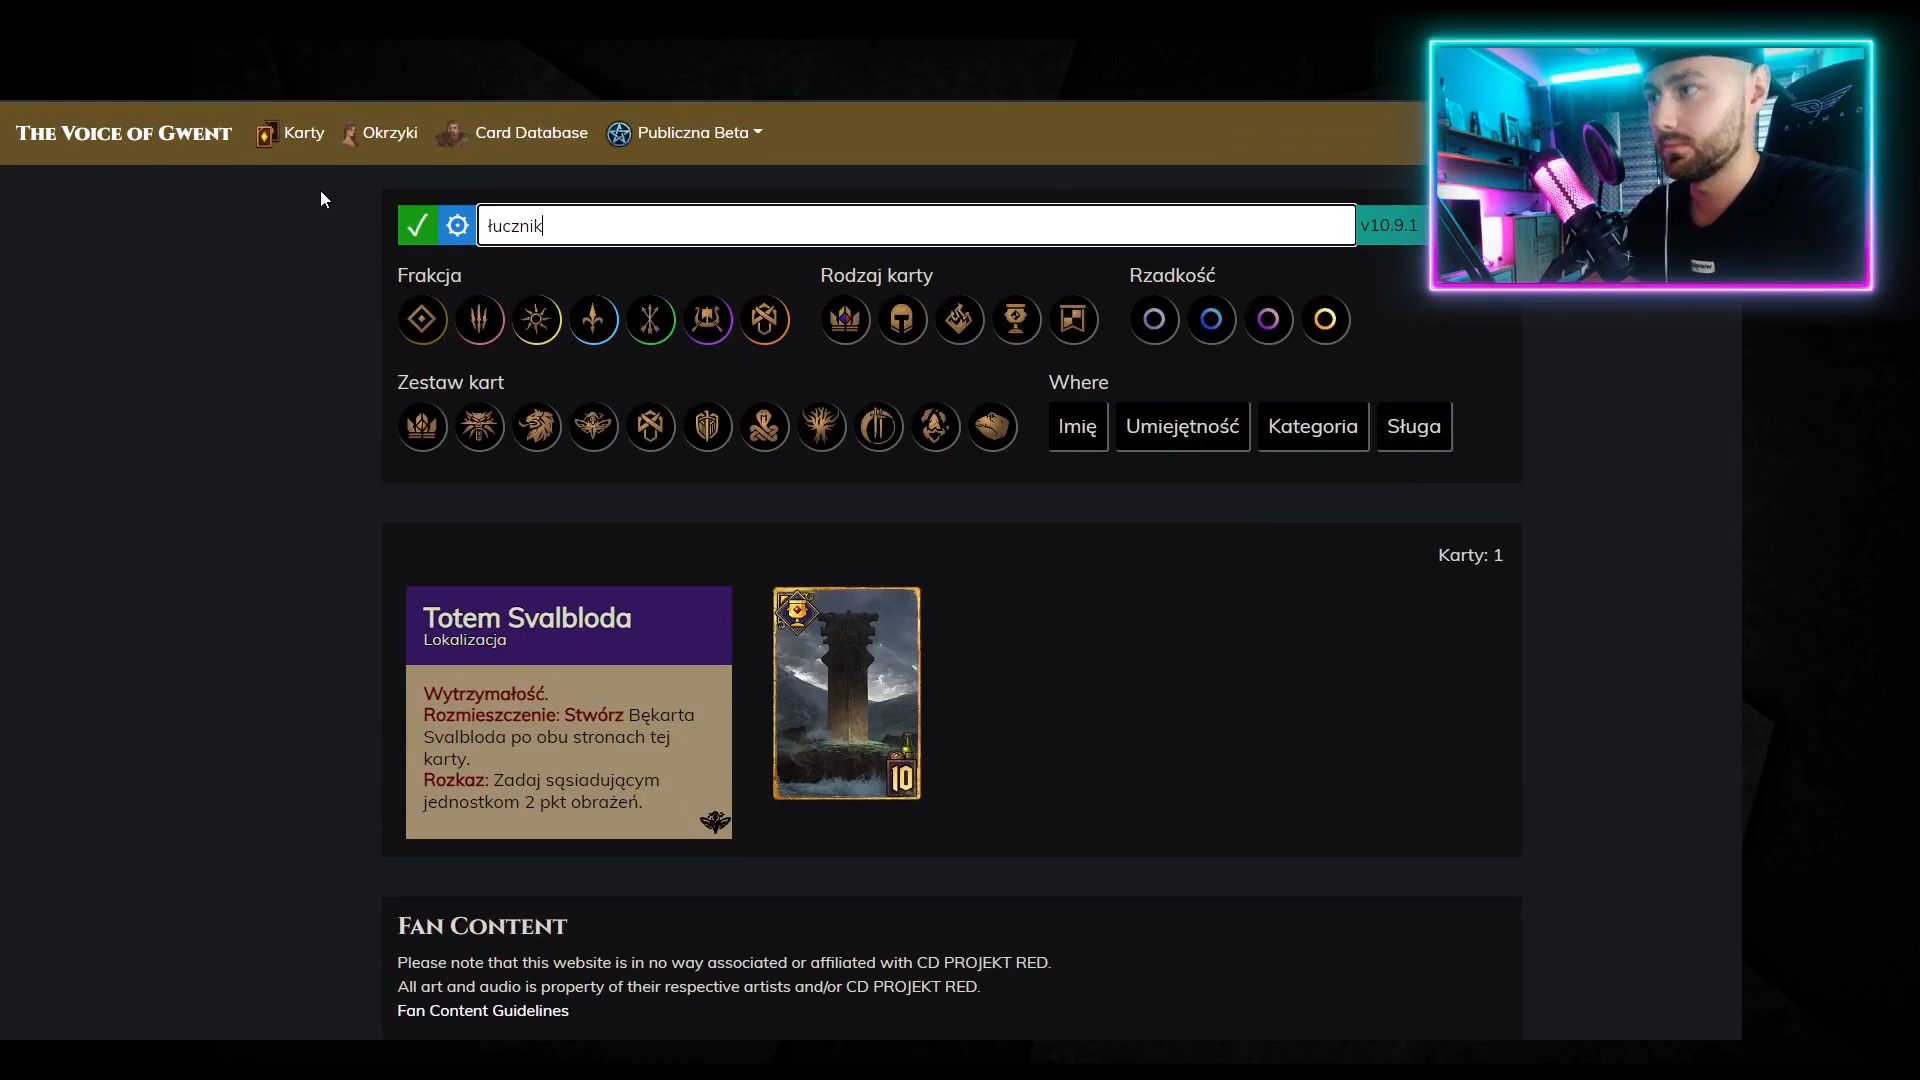 The Voice of Gwent
Karty
Okrzyki
Card Database
Publiczna Beta
łucznik
v10.9.1
Frakcja
Rodzaj karty
Rzadkość
Zestaw kart
Where
Imię
Umiejętność
Kategoria
Sługa
Karty: 1
Totem Svalbloda
Lokalizacja
Wytrzymałość.
Rozmieszczenie: Stwórz Bękarta
Svalbloda po obu stronach tej
karty.
Rozkaz: Zadaj sąsiadującym
jednostkom 2 pkt obrażeń.
10
Fan Content
Please note that this website is in no way associated or affiliated with CD PROJEKT RED.
All art and audio is property of their respective artists and/or CD PROJEKT RED.
Fan Content Guidelines